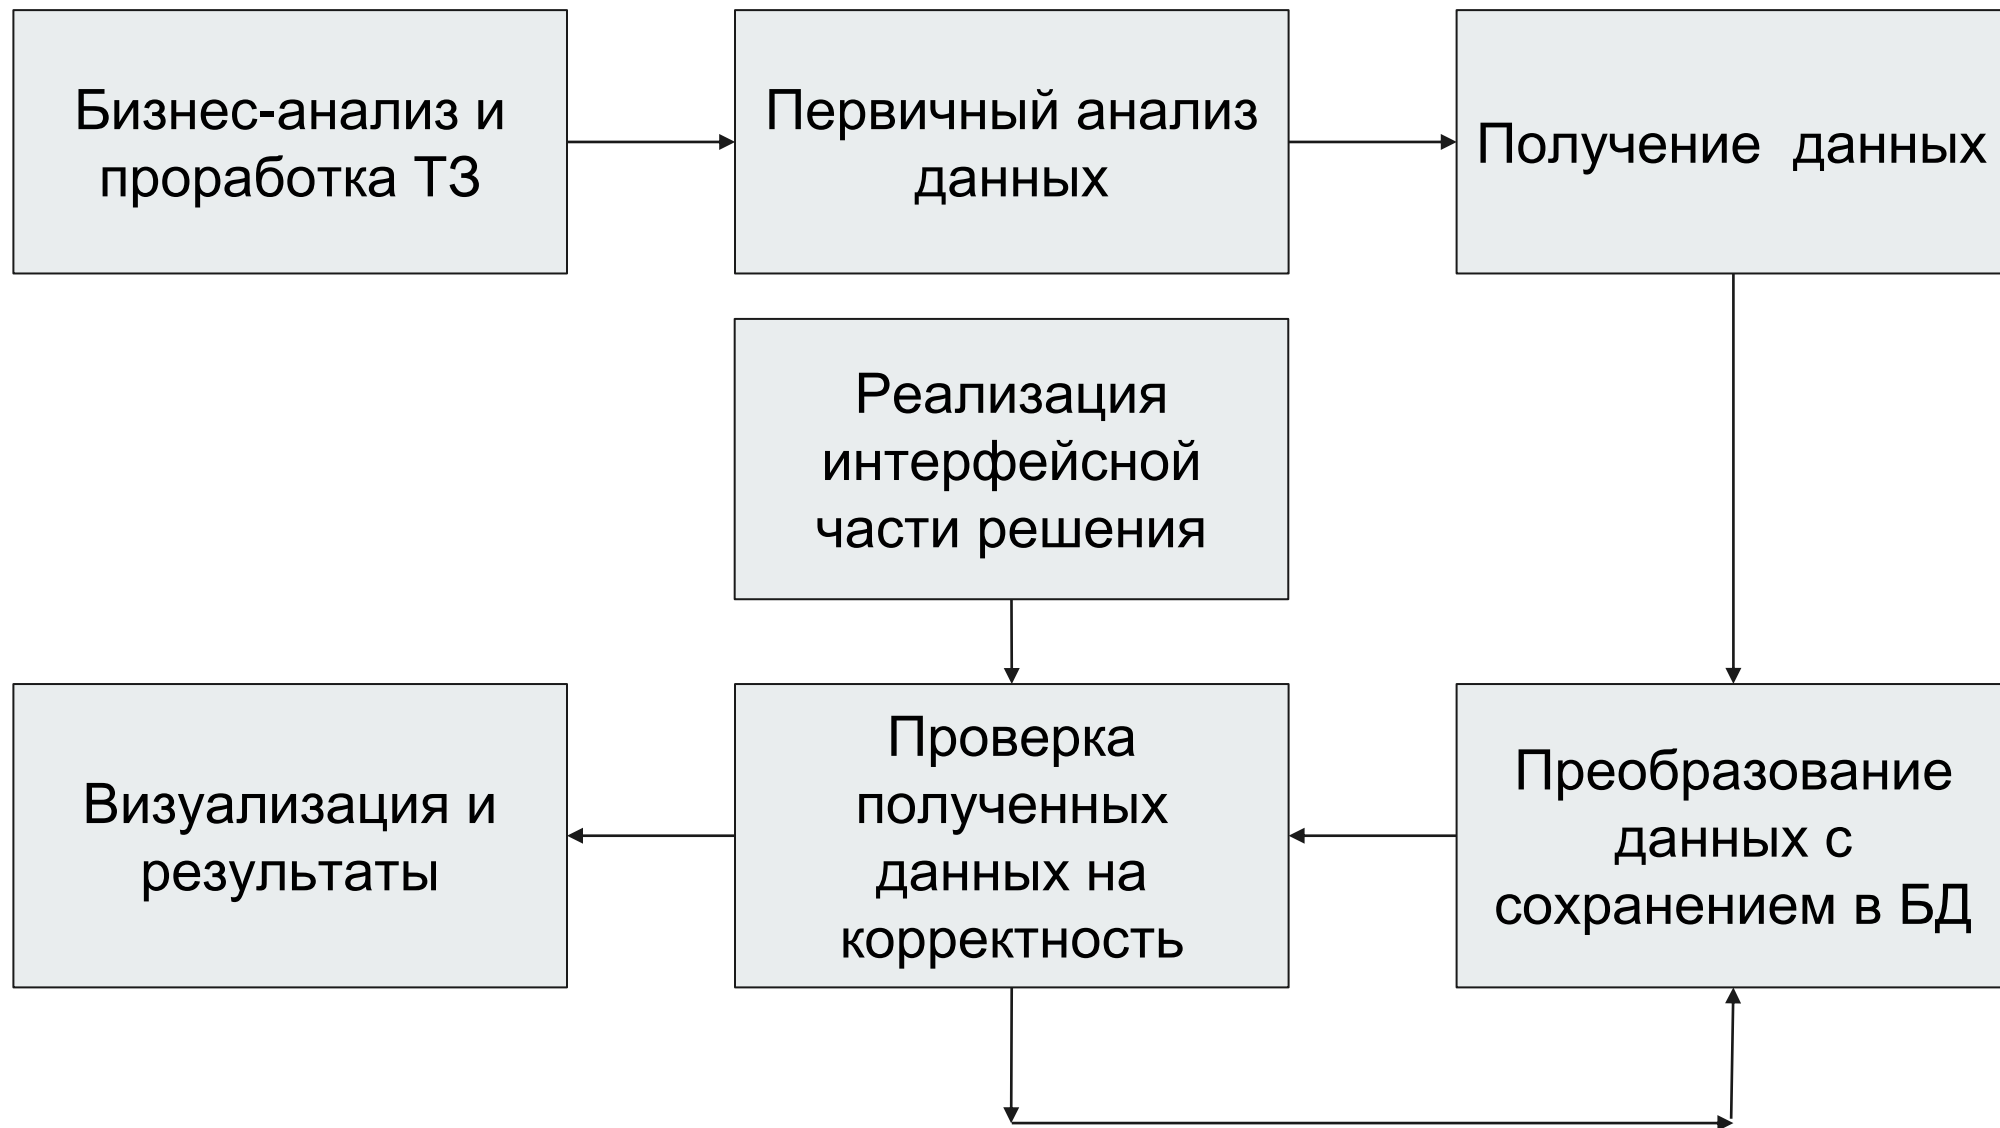 Бизнес-анализ и
проработка ТЗ
Первичный анализ
данных
Получение данных
Реализация
интерфейсной
части решения
Визуализация и
результаты
Проверка
полученных
данных на
корректность
Преобразование
данных с
сохранением в БД